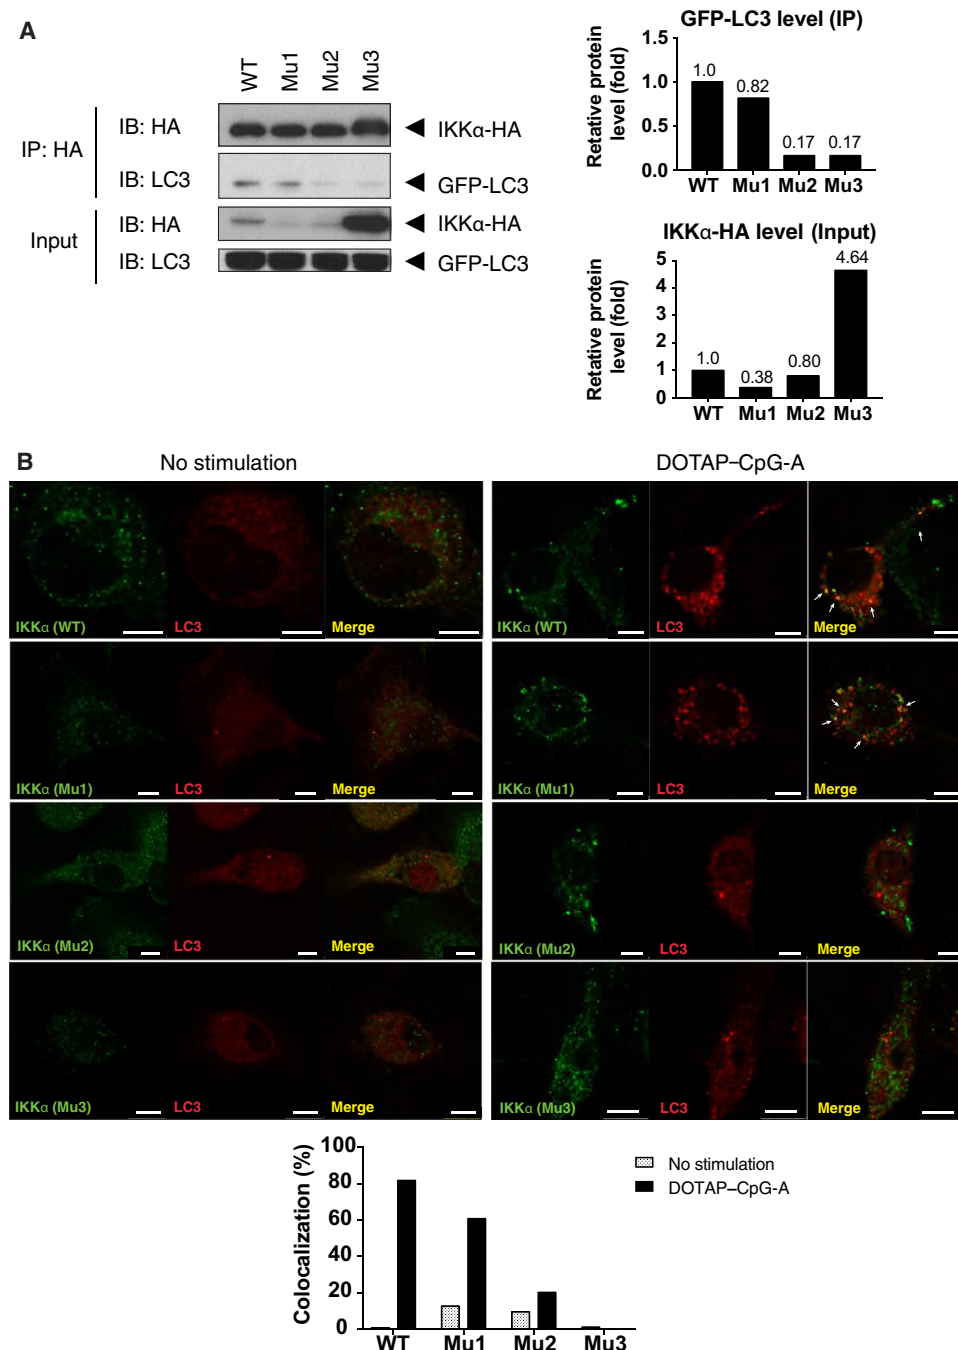 A
WT Mu1 Mu2 Mu3
IP: HA
IB: HA
IKKα-HA
IB: LC3
GFP-LC3
Input
IB: HA
IKKα-HA
IB: LC3
GFP-LC3
GFP-LC3 level (IP)
Retative protein
level (fold)
1.5
1.0
0.5
0.0
1.0
0.82
0.17
0.17
WT Mu1 Mu2 Mu3
IKKα-HA level (Input)
Retative protein
level (fold)
5
4
3
2
1
0
1.0
0.38
0.80
4.64
WT Mu1 Mu2 Mu3
B
No stimulation
DOTAP–CpG-A
IKKα (WT) LC3 Merge
IKKα (WT) LC3 Merge
IKKα (Mu1) LC3 Merge
IKKα (Mu1) LC3 Merge
IKKα (Mu2) LC3 Merge
IKKα (Mu2) LC3 Merge
IKKα (Mu3) LC3 Merge
IKKα (Mu3) LC3 Merge
Colocalization (%)
100
80
60
40
20
0
WT Mu1 Mu2 Mu3
No stimulation
DOTAP–CpG-A